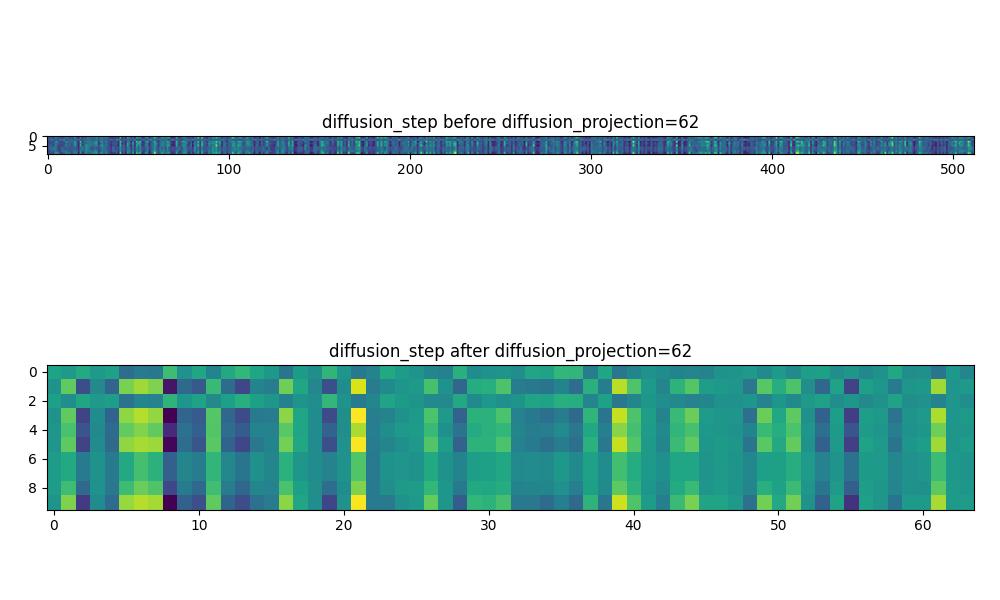 diffusion_step before diffusion_projection=62
0
5
0 100 200 300 400 500
diffusion_step after diffusion_projection=62
0
2
4
6
8
0 10 20 30 40 50 60